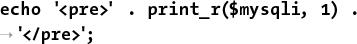 echo '<pre>' . print_r($mysqli, 1) .
→'</pre>';